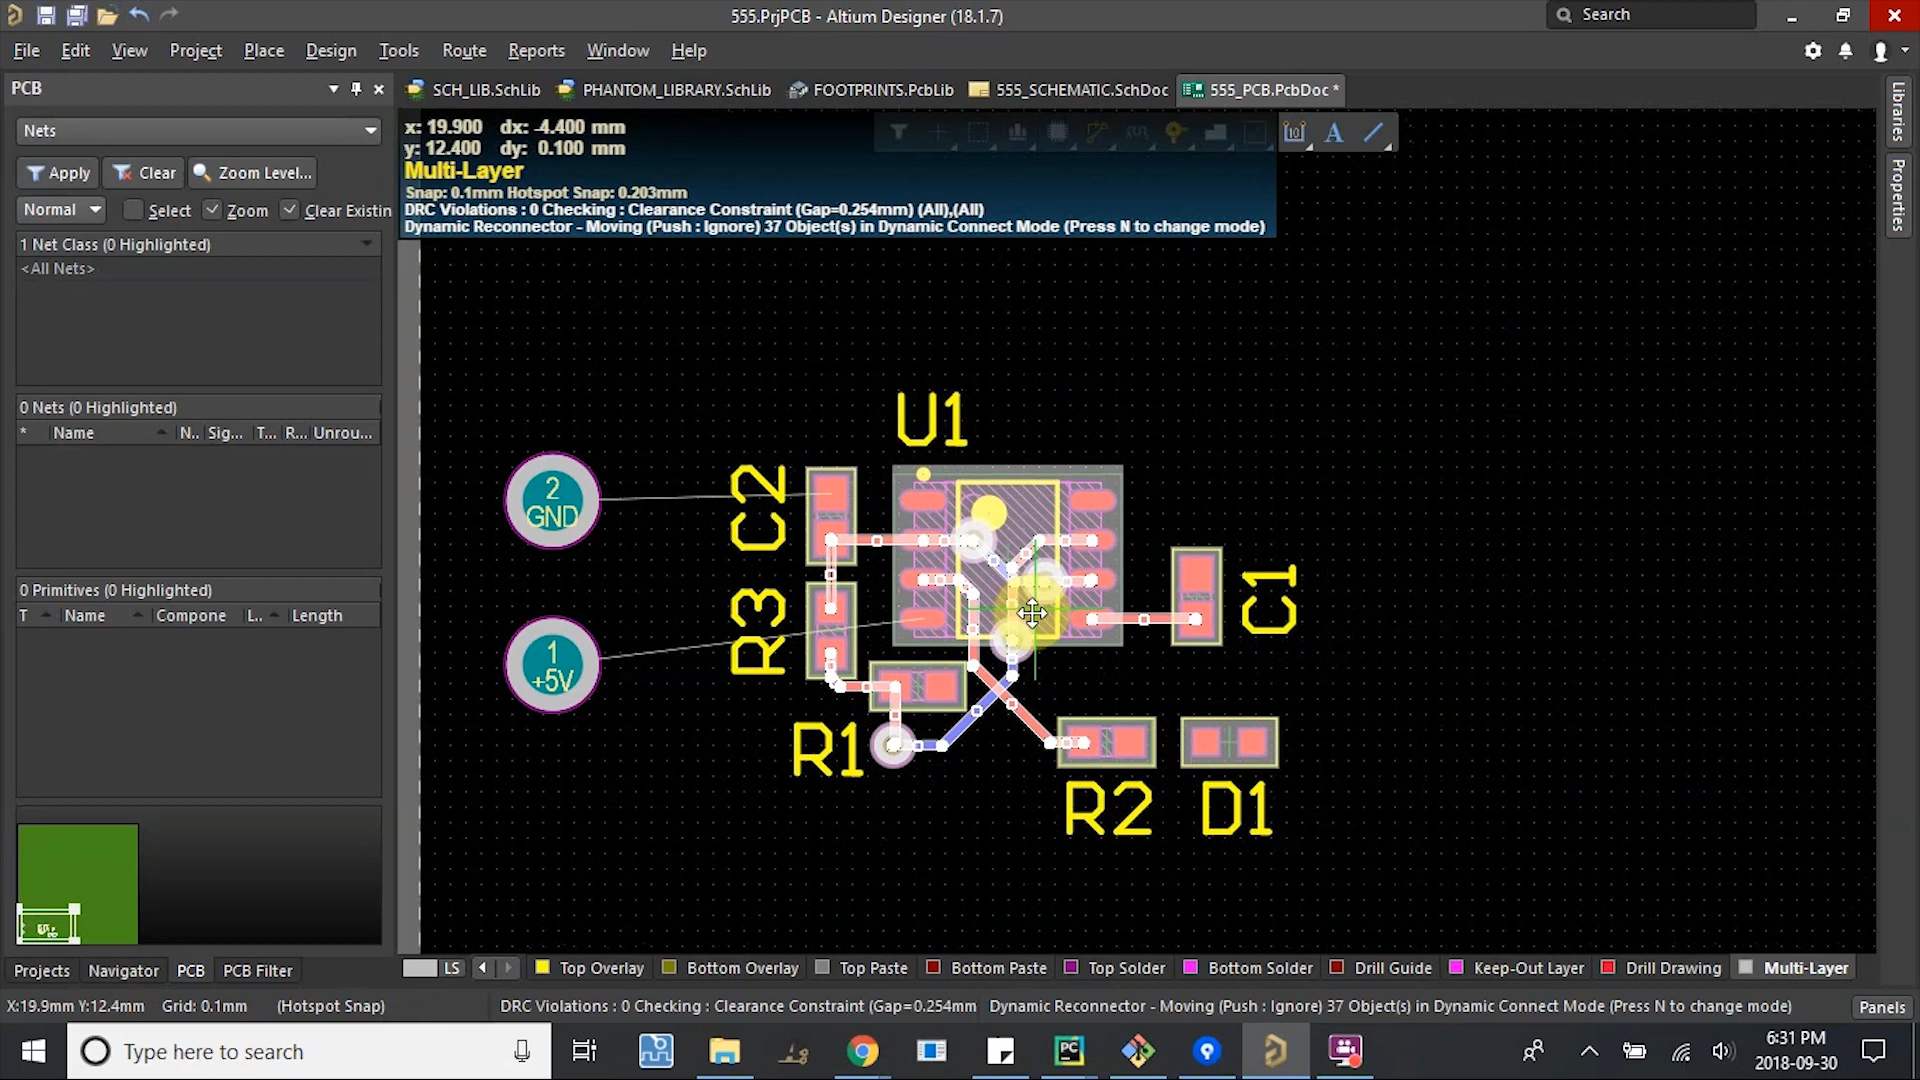 555.PrjPCB - Altium Designer (18.1.7)
Search
File Edit View Project Place Design Tools Route Reports Window Help
PCB
SCH_LIB.SchLib PHANTOM_LIBRARY.SchLib FOOTPRINTS.PcbLib 555_SCHEMATIC.SchDoc 555_PCB.PcbDoc *
Nets
Apply Clear Zoom Level...
Normal Select Zoom Clear Existin
1 Net Class (0 Highlighted)
<All Nets>
0 Nets (0 Highlighted)
* Name N.. Sig... T... R... Unrou...
0 Primitives (0 Highlighted)
T Name Compone L.. Length
x: 19.900 dx: -4.400 mm
y: 12.400 dy: 0.100 mm
Multi-Layer
Snap: 0.1mm Hotspot Snap: 0.203mm
DRC Violations : 0 Checking : Clearance Constraint (Gap=0.254mm) (All),(All)
Dynamic Reconnector - Moving (Push : Ignore) 37 Object(s) in Dynamic Connect Mode (Press N to change mode)
10
A
Libraries
Properties
U1
C2
2
GND
R3
1
+5V
C1
R1
R2
D1
Projects Navigator PCB PCB Filter
LS Top Overlay Bottom Overlay Top Paste Bottom Paste Top Solder Bottom Solder Drill Guide Keep-Out Layer Drill Drawing Multi-Layer
X:19.9mm Y:12.4mm Grid: 0.1mm (Hotspot Snap) DRC Violations : 0 Checking : Clearance Constraint (Gap=0.254mm Dynamic Reconnector - Moving (Push : Ignore) 37 Object(s) in Dynamic Connect Mode (Press N to change mode) Panels
Type here to search
PC
6:31 PM
2018-09-30